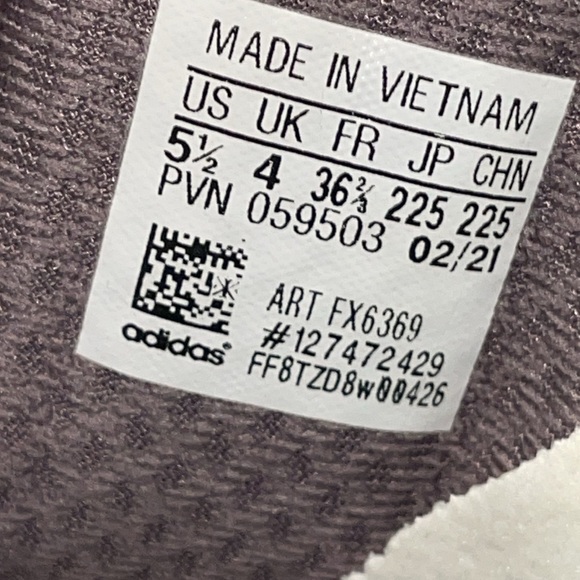 MADE IN VIETNAM
US UK FR JP CHN
5½ 4 36⅔ 225 225
PVN 059503 02/21
ART FX6369
#127472429
FF8TZD8w00426
adidas